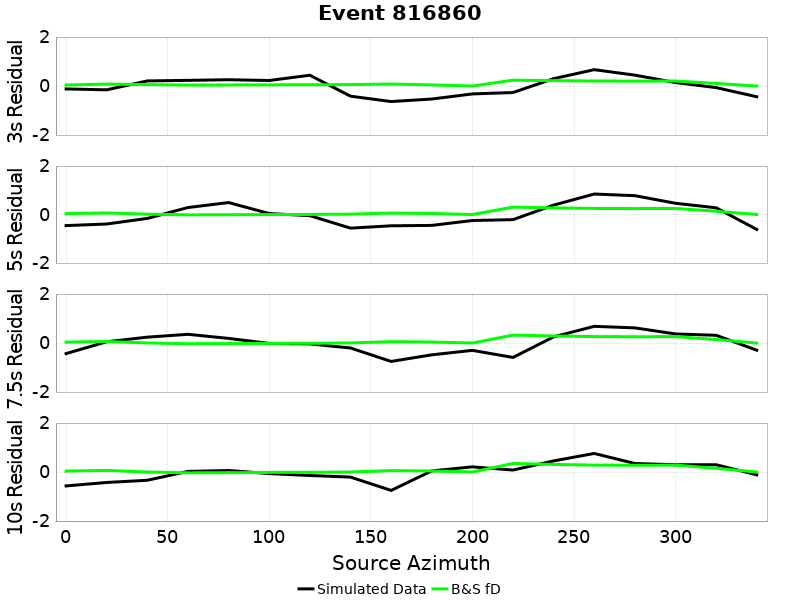 Event 816860
3s Residual
2
0
-2
5s Residual
2
0
-2
7.5s Residual
2
0
-2
10s Residual
2
0
-2
0 50 100 150 200 250 300
Source Azimuth
Simulated Data B&S fD